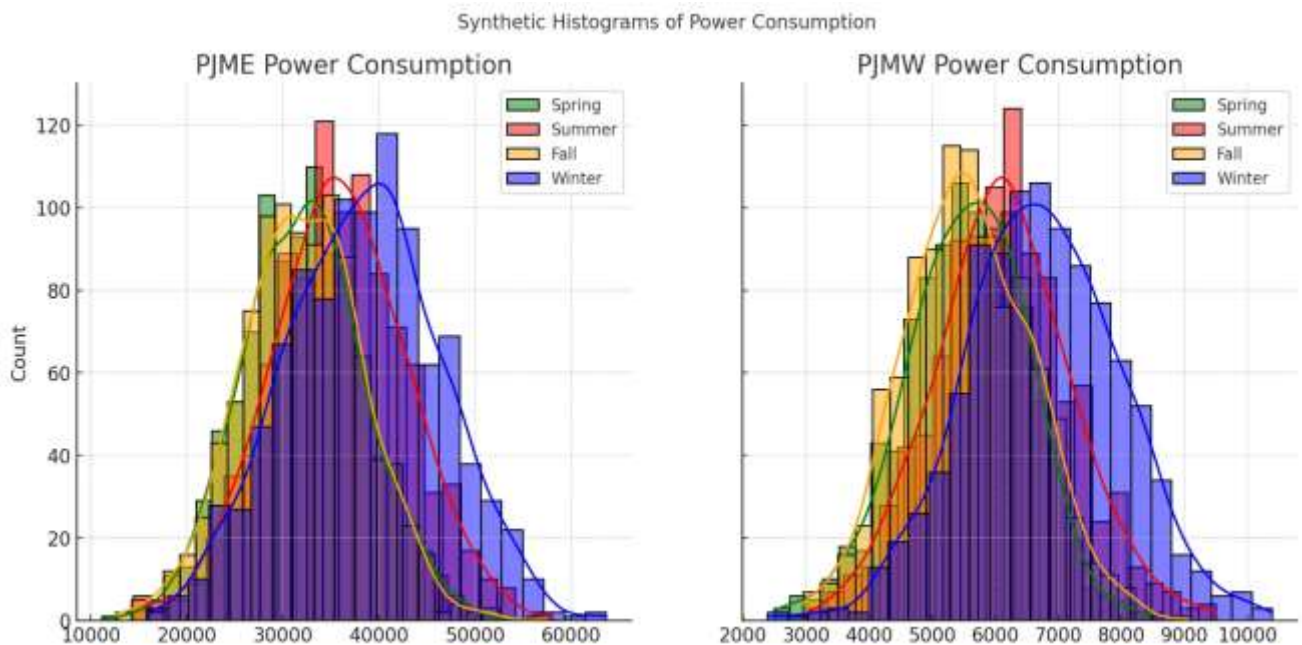 Synthetic Histograms of Power Consumption
PJME Power Consumption
Spring
Summer
Fall
Winter
Count
120
100
80
60
40
20
0
10000 20000 30000 40000 50000 60000
PJMW Power Consumption
Spring
Summer
Fall
Winter
2000 3000 4000 5000 6000 7000 8000 9000 10000